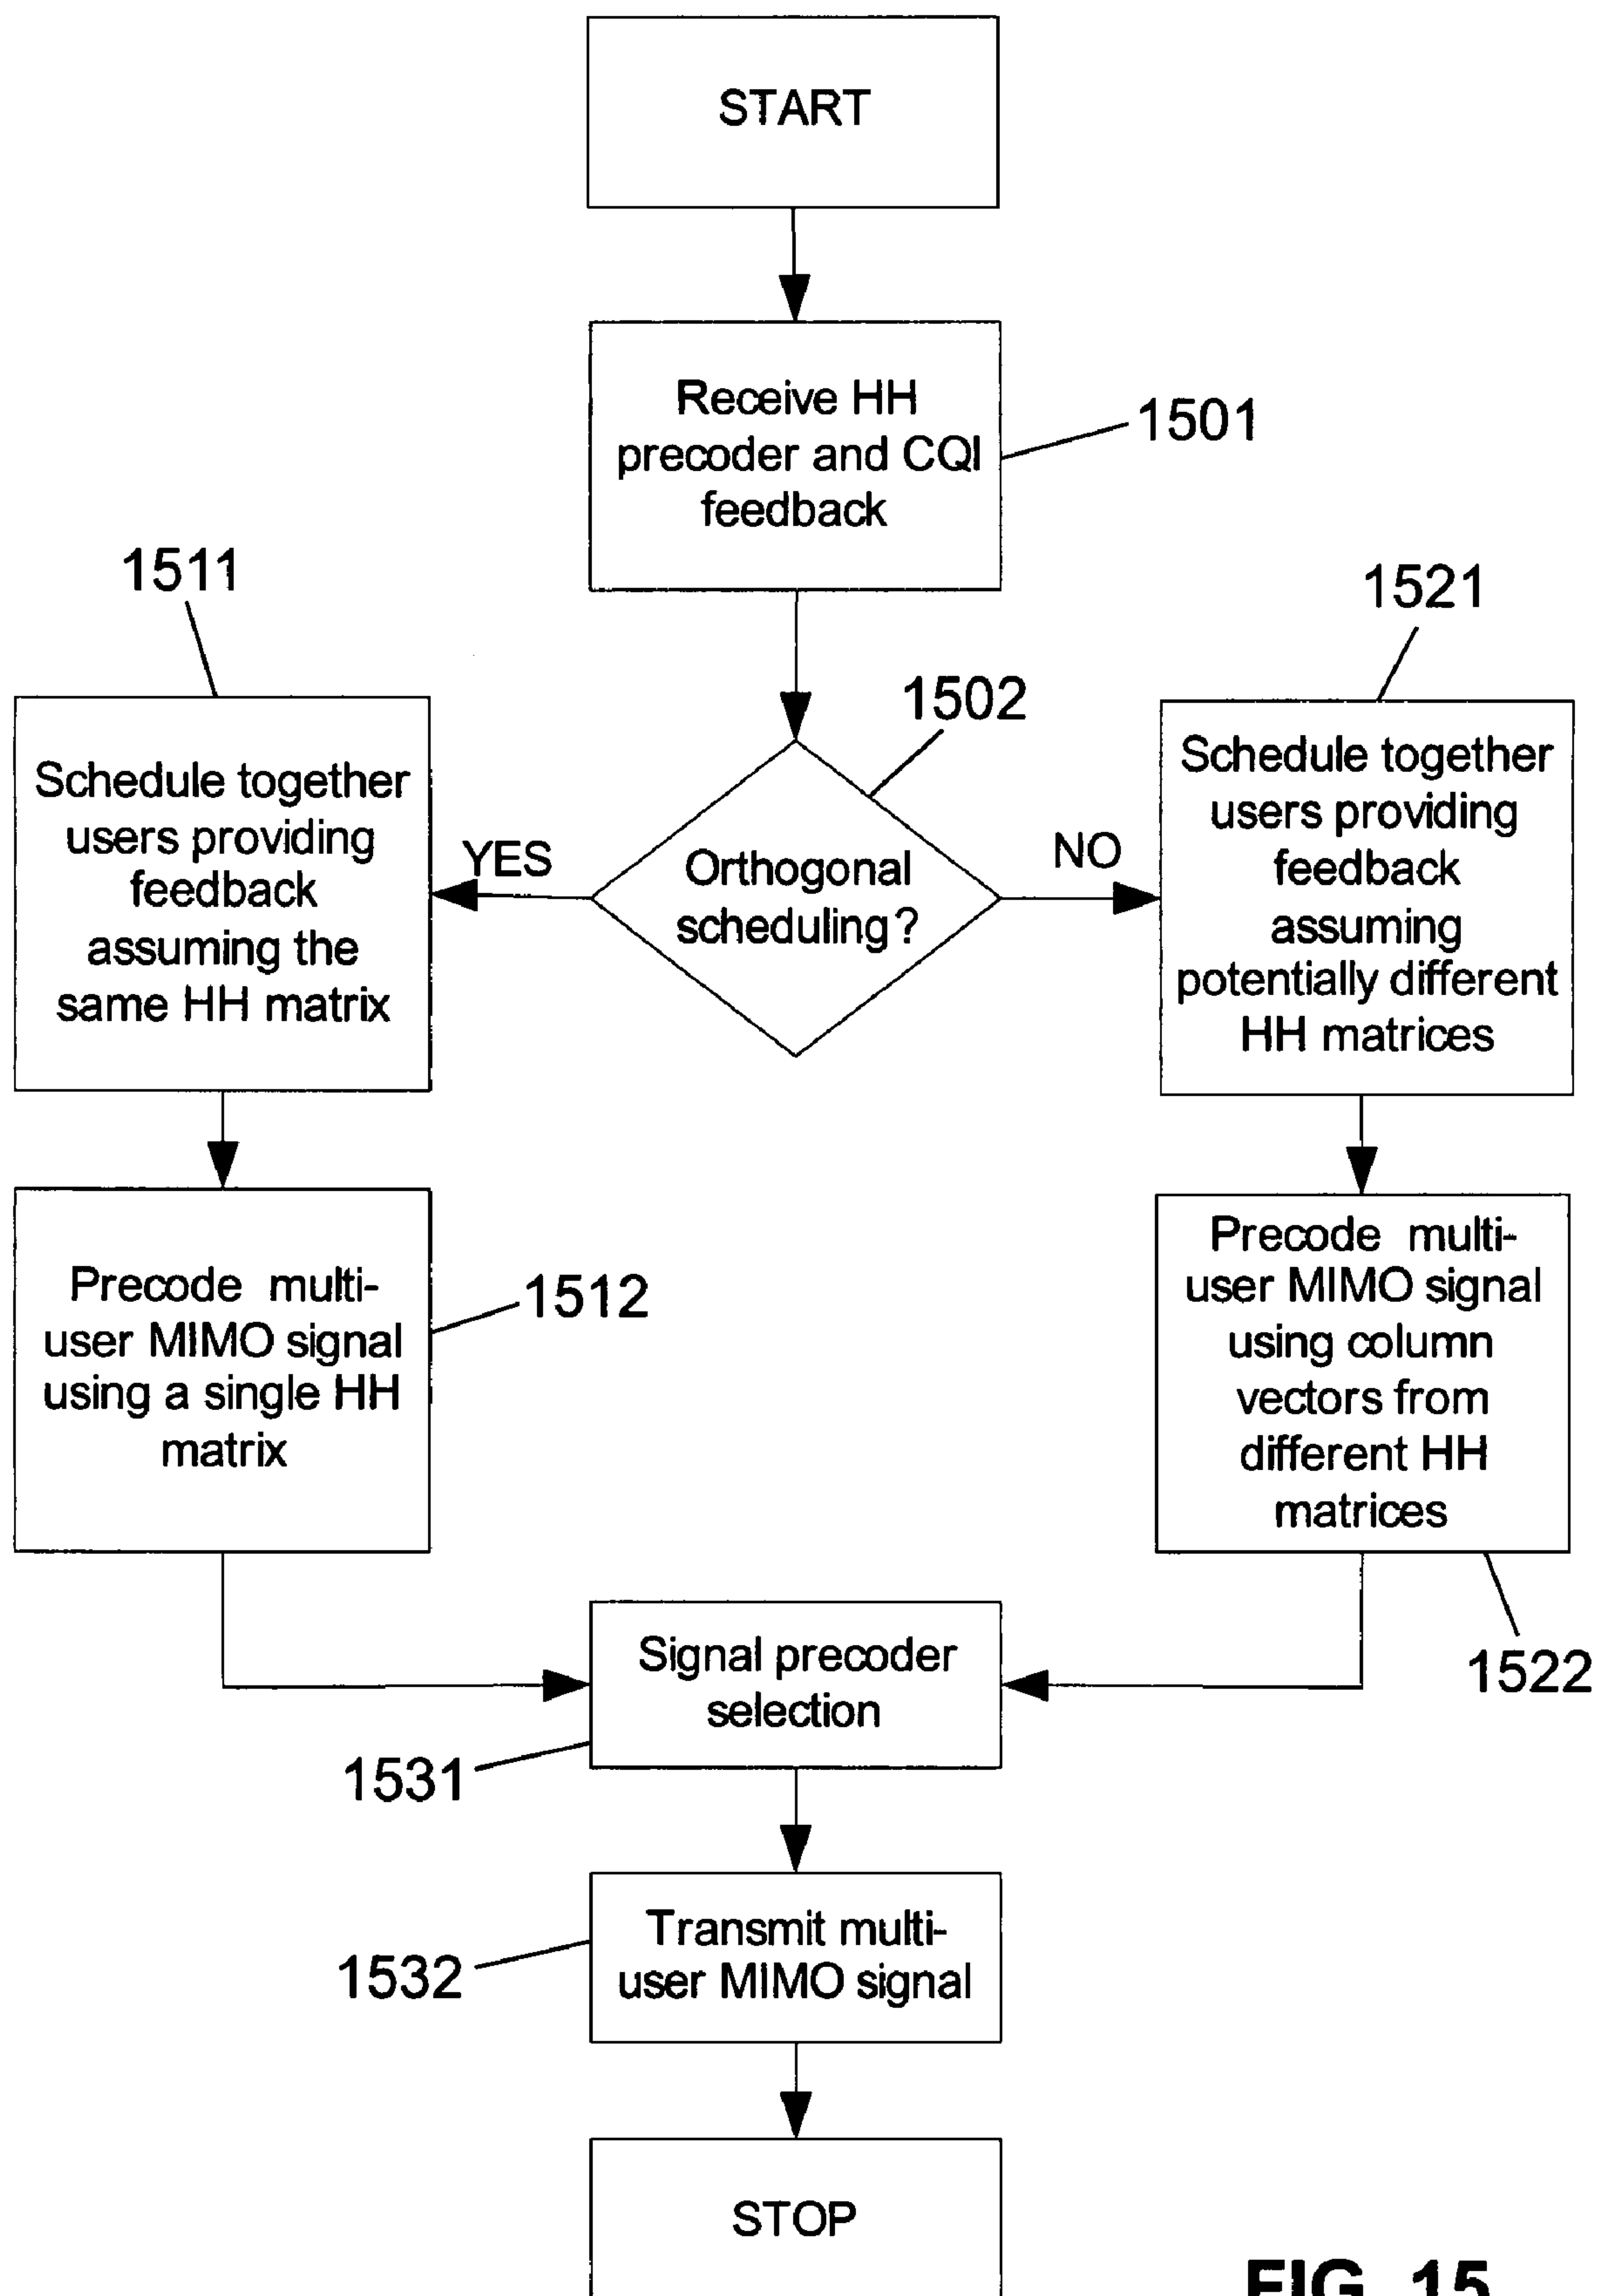 START
Receive HH
precoder and CQI
feedback
1501
1511
1521
1502
Schedule together
users providing
feedback
assuming the
same HH matrix
YES
Orthogonal
scheduling?
NO
Schedule together
users providing
feedback
assuming
potentially different
HH matrices
Precode multi-
user MIMO signal
using a single HH
matrix
1512
Precode multi-
user MIMO signal
using column
vectors from
different HH
matrices
1522
Signal precoder
selection
1531
Transmit multi-
user MIMO signal
1532
STOP
FIG. 15